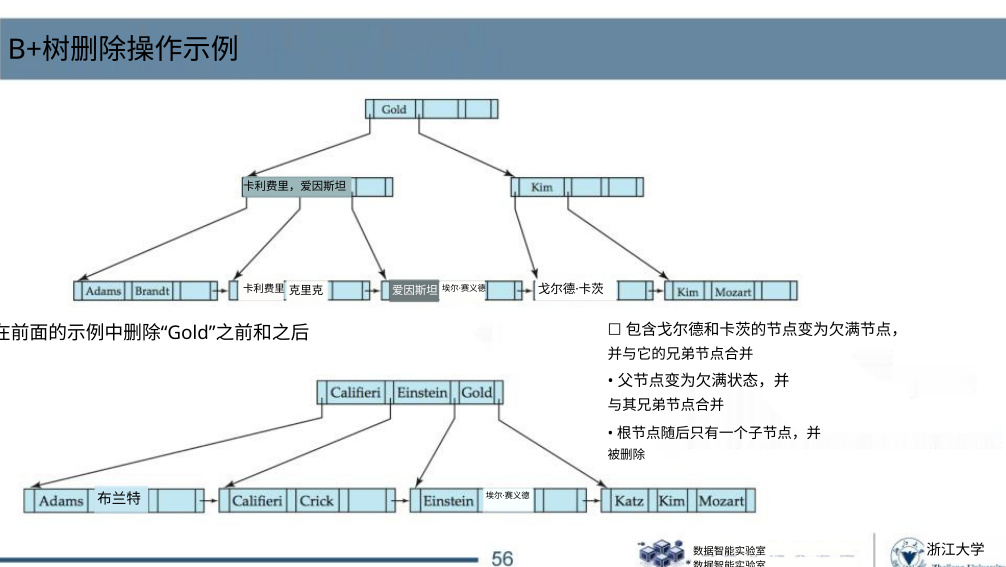 B+树删除操作示例
Gold
卡利费里，爱因斯坦
Kim
Adams Brandt 卡利费里 克里克 爱因斯坦 埃尔·赛义德 戈尔德·卡茨 Kim Mozart
在前面的示例中删除“Gold”之前和之后
☐ 包含戈尔德和卡茨的节点变为欠满节点，
并与它的兄弟节点合并
• 父节点变为欠满状态，并
与其兄弟节点合并
• 根节点随后只有一个子节点，并
被删除
Califieri Einstein Gold
Adams 布兰特 Califieri Crick Einstein 埃尔·赛义德 Katz Kim Mozart
56
数据智能实验室
数据智能实验室
浙江大学